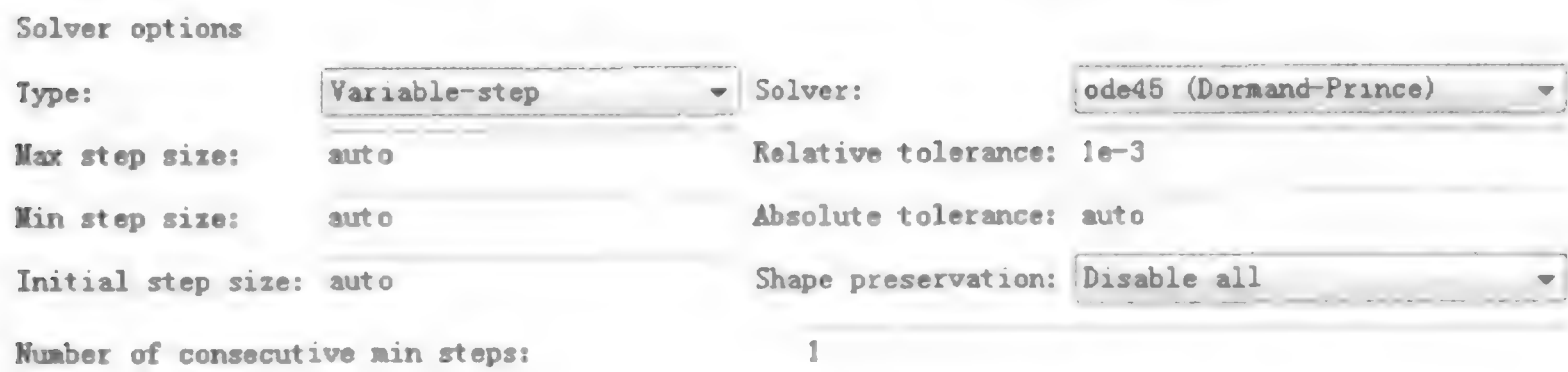 Solver options
Type: Variable-step Solver: ode45 (Dormand-Prince)
Max step size: auto Relative tolerance: 1e-3
Min step size: auto Absolute tolerance: auto
Initial step size: auto Shape preservation: Disable all
Number of consecutive min steps: 1